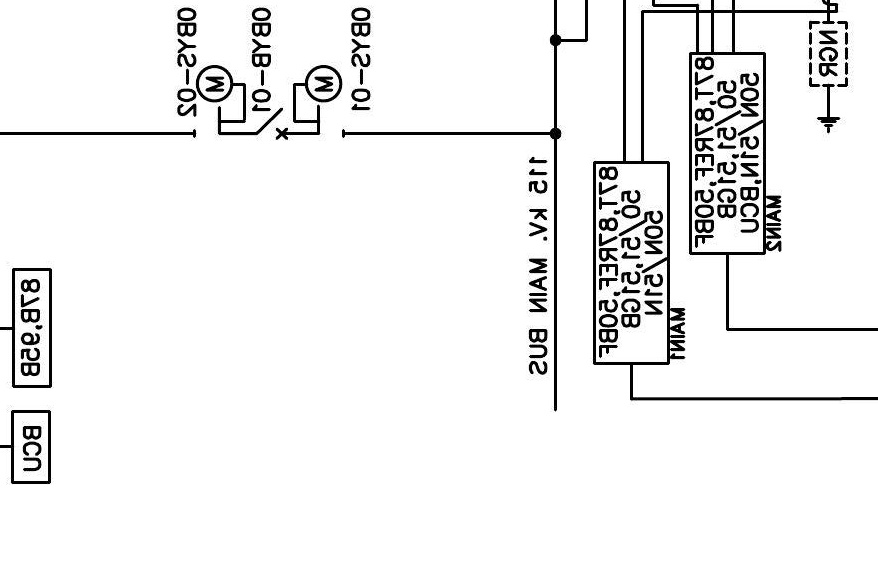 0BYS-02
0BYB-01
0BYS-01
M
M
NGR
50N/51N,BCU
50/51,51GB
87T,87REF,50BF
MAIN2
50N/51N
50/51,51GB
87T,87REF,50BF
MAIN1
115 kV. MAIN BUS
87B,95B
BCU